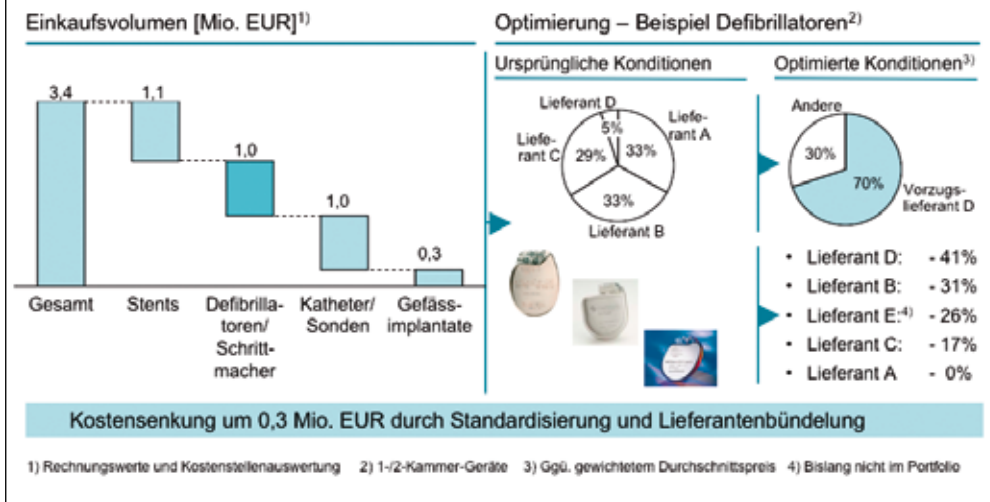 Einkaufsvolumen [Mio. EUR]1)
Optimierung – Beispiel Defibrillatoren2)
Ursprüngliche Konditionen
Optimierte Konditionen3)
3,4
1,1
1,0
1,0
0,3
Gesamt
Stents
Defibrilla-
toren/
Schritt-
macher
Katheter/
Sonden
Gefäss-
implantate
Lieferant D
5%
Liefe-
rant A
33%
Liefe-
rant C
29%
33%
Lieferant B
Andere
30%
70%
Vorzugs-
lieferant D
• Lieferant D: - 41%
• Lieferant B: - 31%
• Lieferant E:4) - 26%
• Lieferant C: - 17%
• Lieferant A - 0%
Kostensenkung um 0,3 Mio. EUR durch Standardisierung und Lieferantenbündelung
1) Rechnungswerte und Kostenstellenauswertung 2) 1-/2-Kammer-Geräte 3) Ggü. gewichtetem Durchschnittspreis 4) Bislang nicht im Portfolio